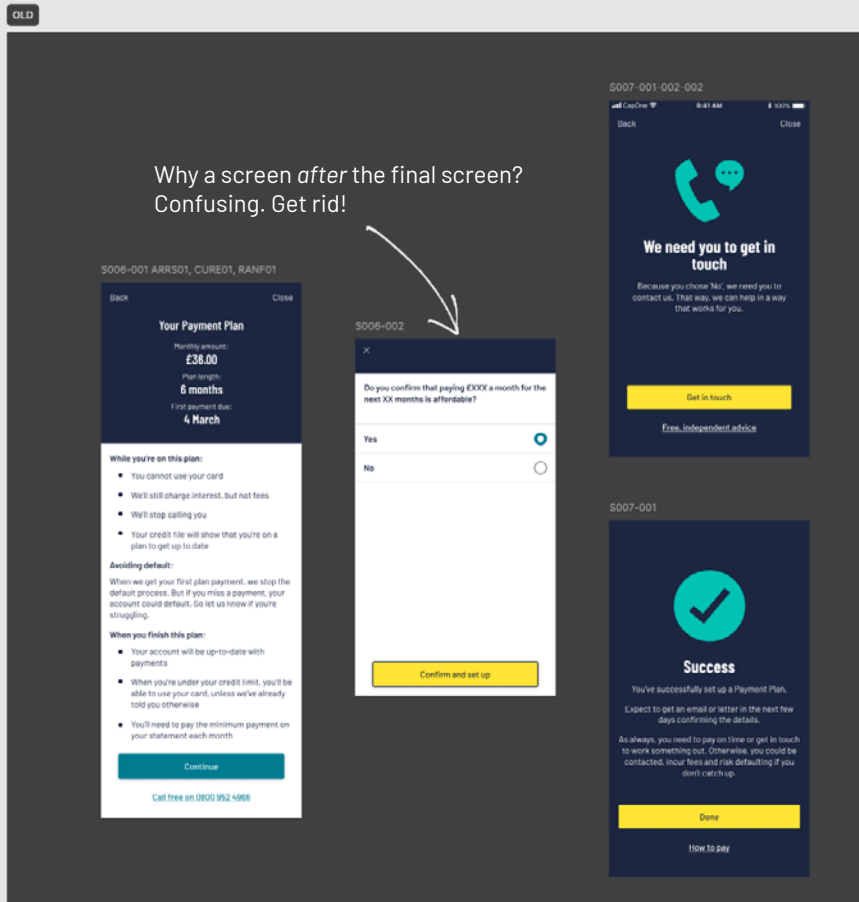 OLD
Why a screen after the final screen?
Confusing. Get rid!
S006-001 ARRS01, CURE01, RANF01
Back
Close
Your Payment Plan
Monthly amount:
£36.00
Plan length:
6 months
First payment due:
4 March
While you're on this plan:
You cannot use your card
We'll still charge interest, but not fees
We'll stop calling you
Your credit file will show that you're on a
plan to get up to date
Avoiding default:
When we get your first plan payment, we stop the
default process. But if you miss a payment, your
account could default. So let us know if you're
struggling.
When you finish this plan:
Your account will be up-to-date with
payments
When you're under your credit limit, you'll be
able to use your card, unless we've already
told you otherwise
You'll need to pay the minimum payment on
your statement each month
Continue
Call free on 0800 952 4966
S006-002
Do you confirm that paying £XXX a month for the
next XX months is affordable?
Yes
No
Confirm and set up
S007-001-002-002
CapOne
9:41 AM
100%
Back
Close
We need you to get in
touch
Because you chose 'No', we need you to
contact us. That way, we can help in a way
that works for you.
Get in touch
Free, independent advice
S007-001
Success
You've successfully set up a Payment Plan.
Expect to get an email or letter in the next few
days confirming the details.
As always, you need to pay on time or get in touch
to work something out. Otherwise, you could be
contacted, incur fees and risk defaulting if you
don't catch up.
Done
How to pay